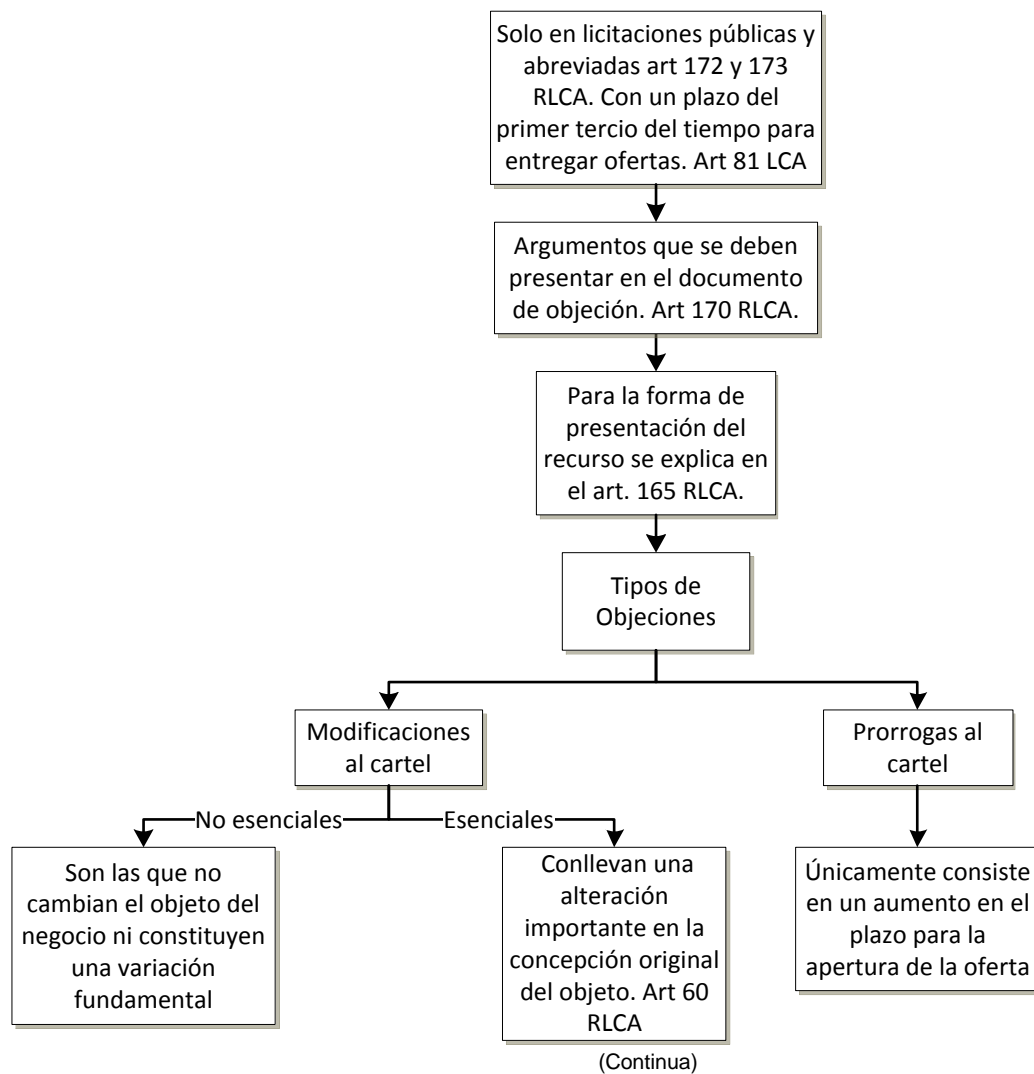 Solo en licitaciones públicas y
abreviadas art 172 y 173
RLCA. Con un plazo del
primer tercio del tiempo para
entregar ofertas. Art 81 LCA
Argumentos que se deben
presentar en el documento
de objeción. Art 170 RLCA.
Para la forma de
presentación del
recurso se explica en
el art. 165 RLCA.
Tipos de
Objeciones
Modificaciones
al cartel
Prorrogas al
cartel
No esenciales
Esenciales
Son las que no
cambian el objeto del
negocio ni constituyen
una variación
fundamental
Conllevan una
alteración
importante en la
concepción original
del objeto. Art 60
RLCA
Únicamente consiste
en un aumento en el
plazo para la
apertura de la oferta
(Continua)